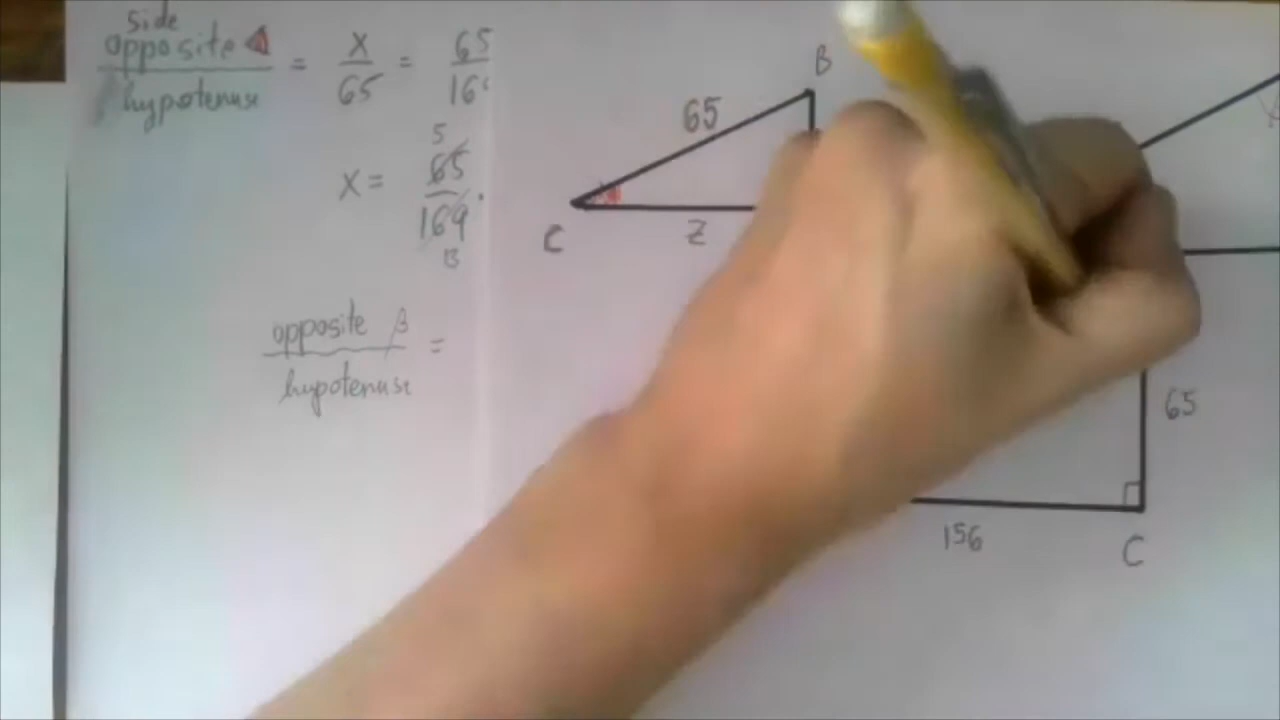 side
opposite = x = 65
hypotenuse 65
5
x = 65
169 .
13
opposite β =
hypotenuse
B
65
C
z
65
156
C